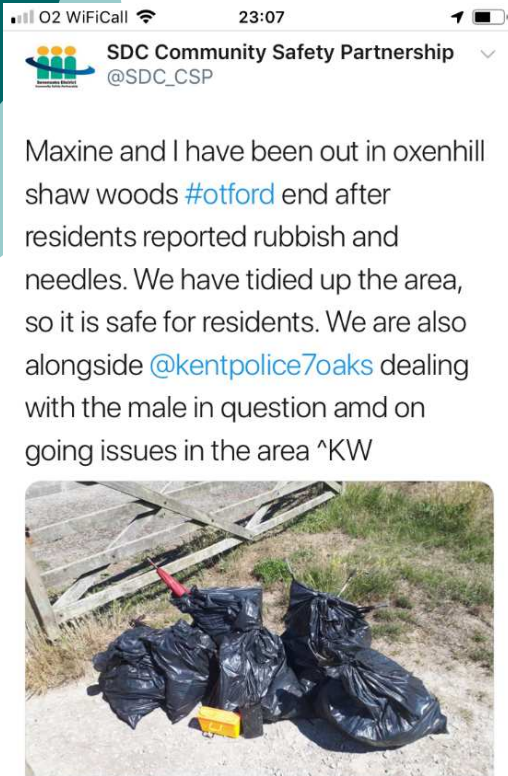 O2 WiFiCall
23:07
SDC Community Safety Partnership
@SDC_CSP
Maxine and I have been out in oxenhill
shaw woods #otford end after
residents reported rubbish and
needles. We have tidied up the area,
so it is safe for residents. We are also
alongside @kentpolice7oaks dealing
with the male in question amd on
going issues in the area ^KW